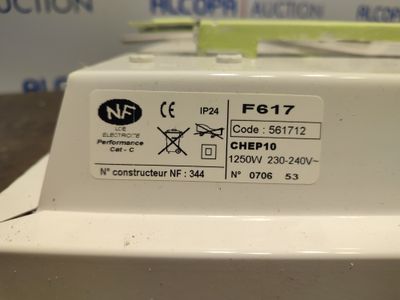 ALCOPA AUCTION
AUCTION
NF
LCIE
ELECTRICITE
Performance
Cat - C
CE
IP24
N° constructeur NF : 344
F617
Code : 561712
CHEP10
1250W 230-240V~
N° 0706 53